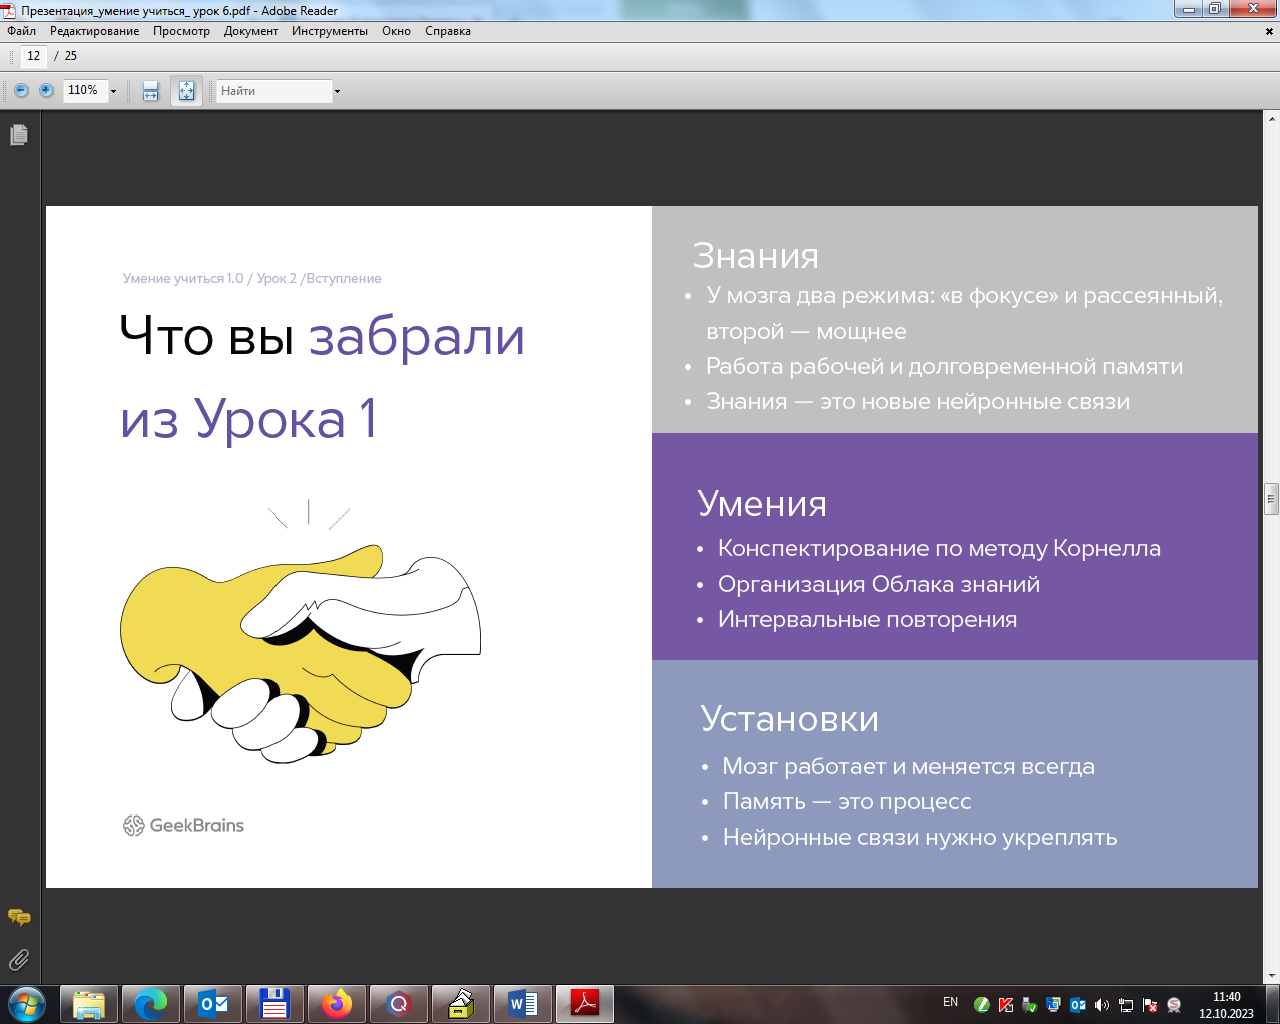 Презентация_умение учиться_ урок 6.pdf - Adobe Reader
Файл Редактирование Просмотр Документ Инструменты Окно Справка
12 / 25
110% Найти
Умение учиться 1.0 / Урок 2 /Вступление
Что вы забрали
из Урока 1
GeekBrains
Знания
• У мозга два режима: «в фокусе» и рассеянный,
второй — мощнее
• Работа рабочей и долговременной памяти
• Знания — это новые нейронные связи
Умения
• Конспектирование по методу Корнелла
• Организация Облака знаний
• Интервальные повторения
Установки
• Мозг работает и меняется всегда
• Память — это процесс
• Нейронные связи нужно укреплять
EN
11:40
12.10.2023